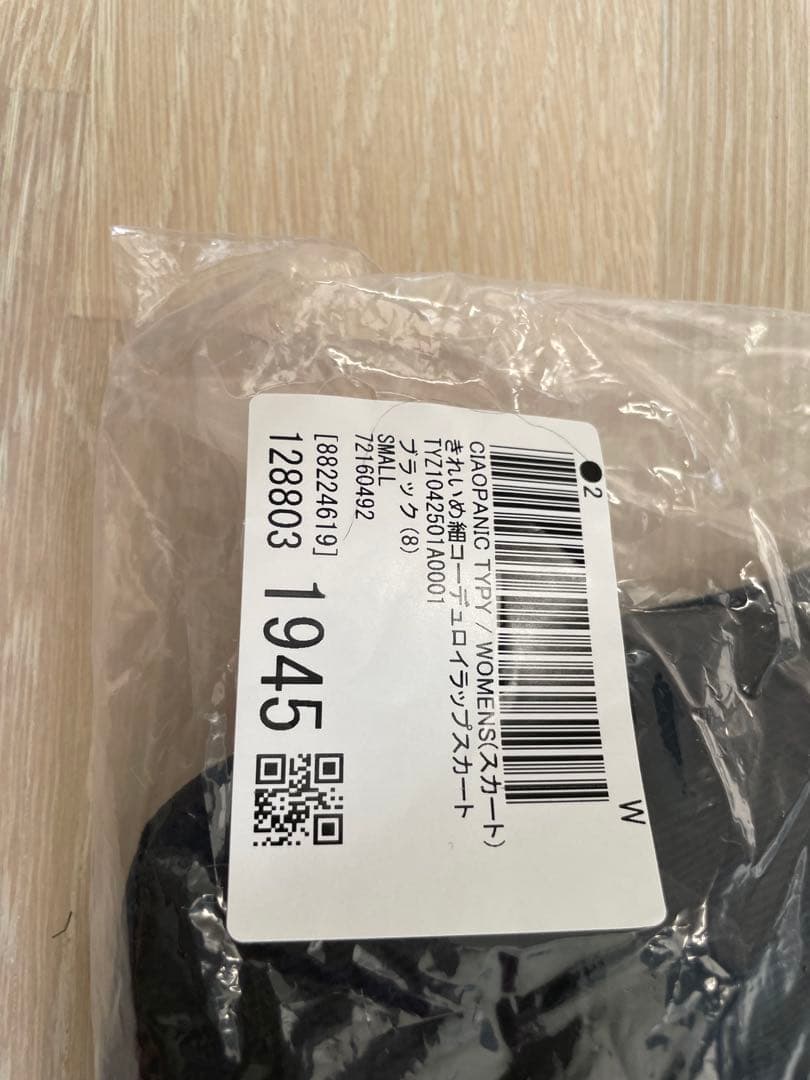 ●2
W
CIAOPANIC TYPY / WOMENS(スカート)
きれいめ細コーデュロイラップスカート
TYZ1042501A0001
ブラック(8)
SMALL
72160492
[88224619]
128803 1945